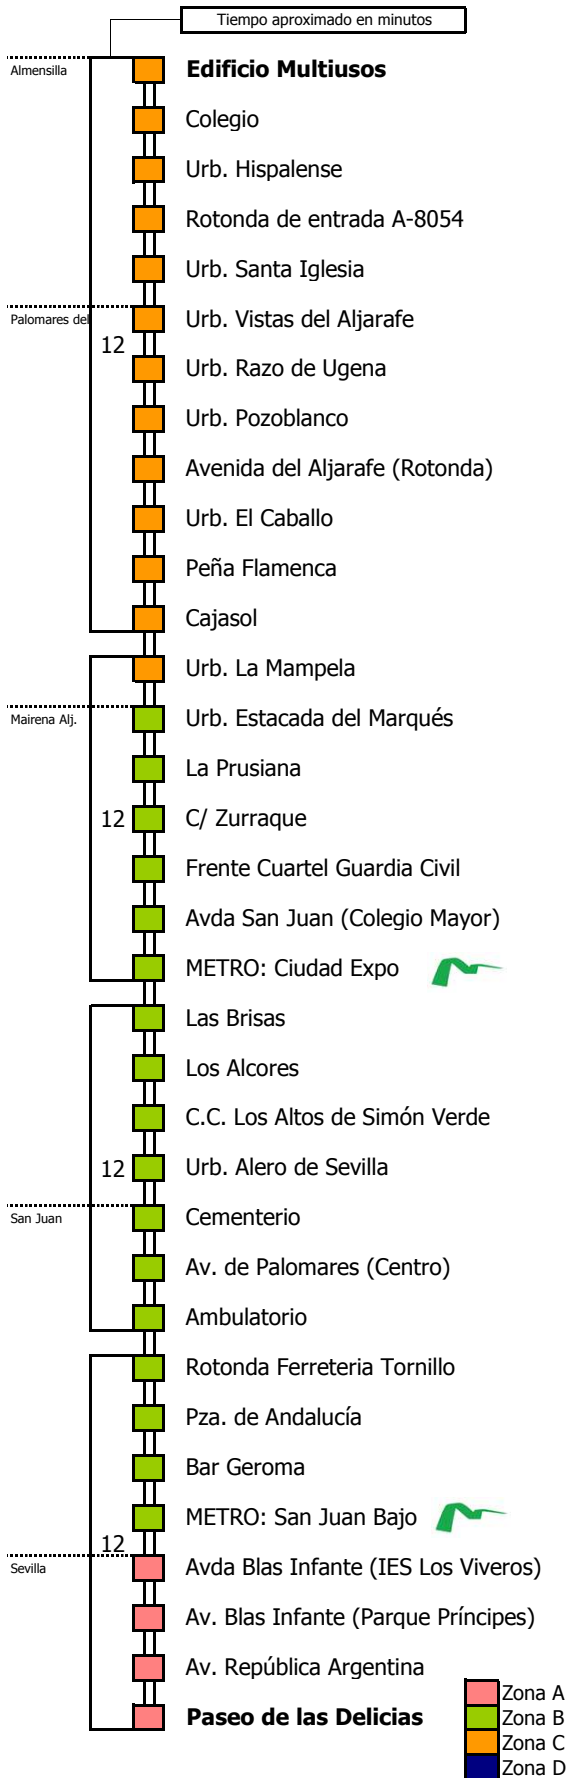 Tiempo aproximado en minutos
Almensilla
Edificio Multiusos
Colegio
Urb. Hispalense
Rotonda de entrada A-8054
Urb. Santa Iglesia
Palomares del
Urb. Vistas del Aljarafe
12
Urb. Razo de Ugena
Urb. Pozoblanco
Avenida del Aljarafe (Rotonda)
Urb. El Caballo
Peña Flamenca
Cajasol
Urb. La Mampela
Mairena Alj.
Urb. Estacada del Marqués
La Prusiana
12
C/ Zurraque
Frente Cuartel Guardia Civil
Avda San Juan (Colegio Mayor)
METRO: Ciudad Expo
Las Brisas
Los Alcores
C.C. Los Altos de Simón Verde
12
Urb. Alero de Sevilla
San Juan
Cementerio
Av. de Palomares (Centro)
Ambulatorio
Rotonda Ferreteria Tornillo
Pza. de Andalucía
Bar Geroma
METRO: San Juan Bajo
12
Sevilla
Avda Blas Infante (IES Los Viveros)
Av. Blas Infante (Parque Príncipes)
Av. República Argentina
Paseo de las Delicias
Zona A
Zona B
Zona C
Zona D